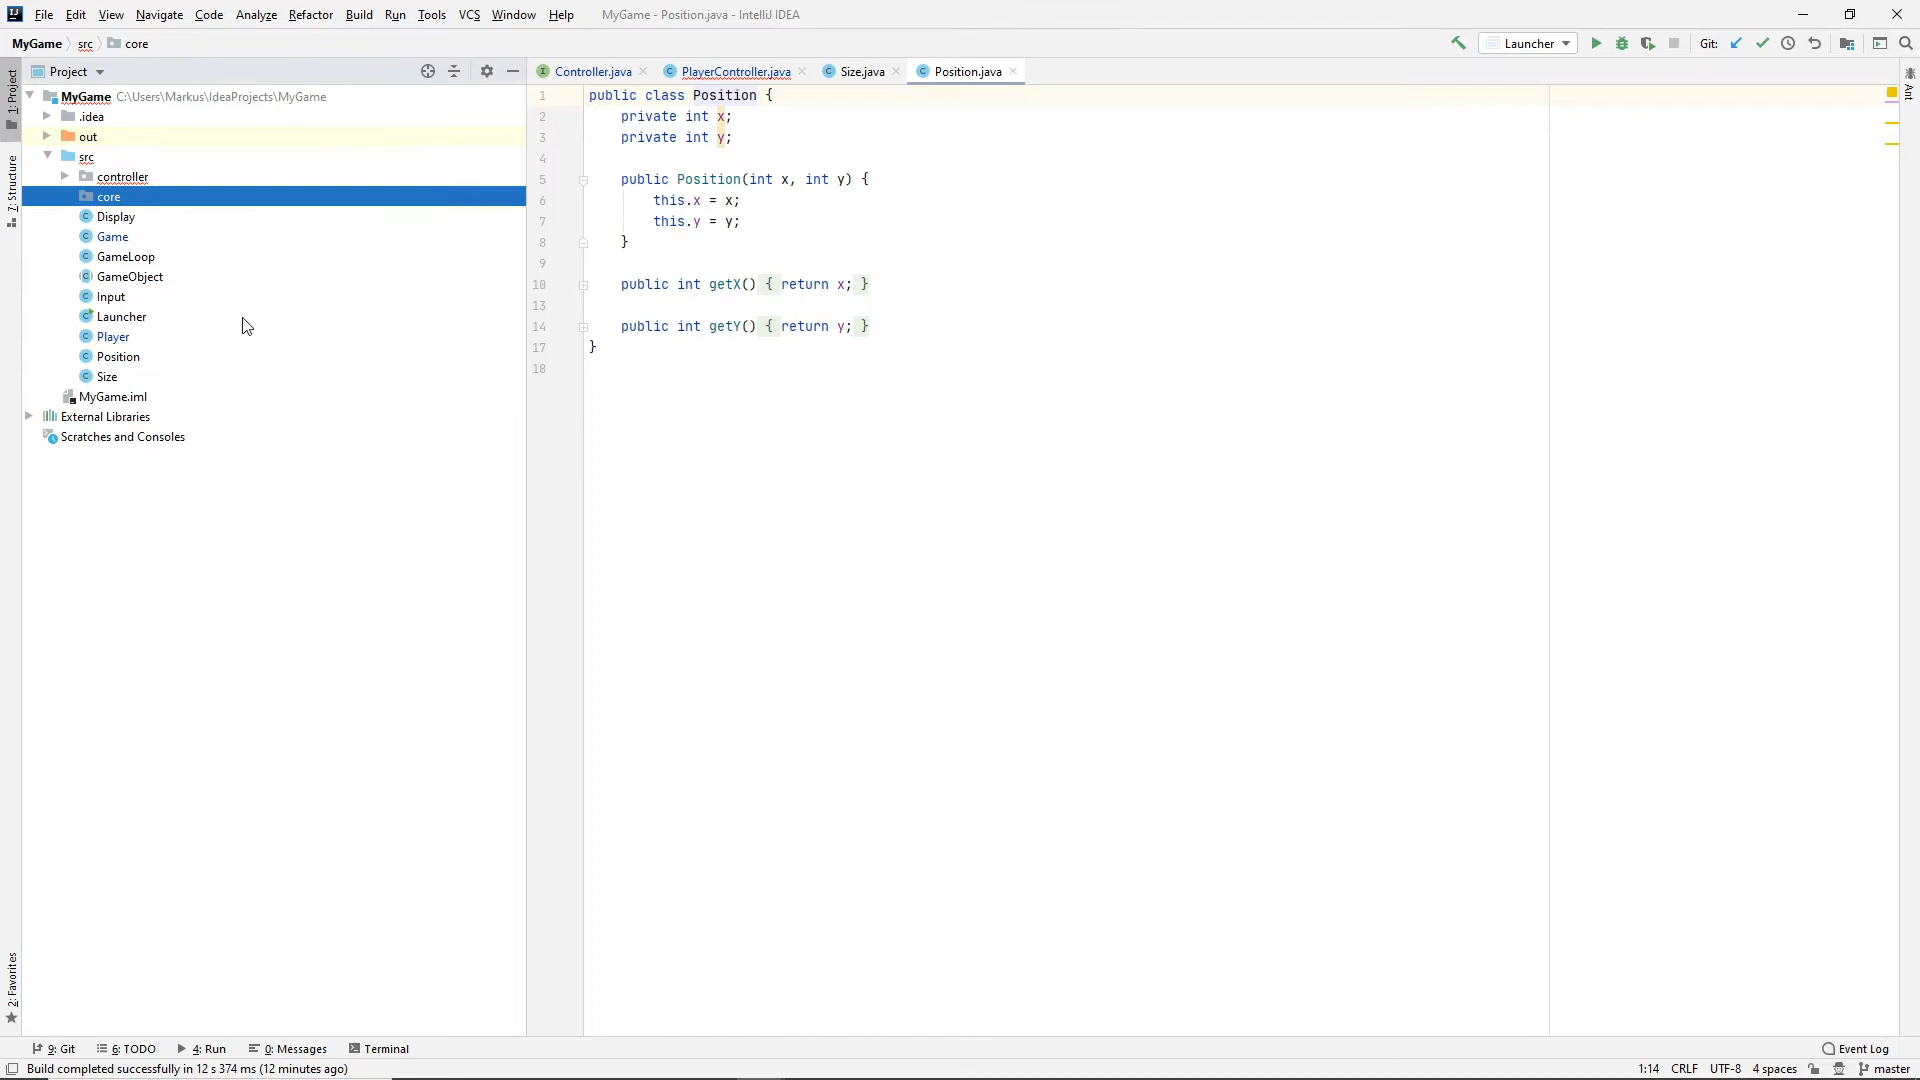 File Edit View Navigate Code Analyze Refactor Build Run Tools VCS Window Help MyGame - Position.java - IntelliJ IDEA
MyGame src core Launcher Git:
Project Controller.java PlayerController.java Size.java Position.java
1: Project
7: Structure
2: Favorites
Ant
MyGame C:\Users\Markus\IdeaProjects\MyGame
.idea
out
src
controller
core
Display
Game
GameLoop
GameObject
Input
Launcher
Player
Position
Size
MyGame.iml
External Libraries
Scratches and Consoles
1 public class Position {
2 private int x;
3 private int y;
4
5 public Position(int x, int y) {
6 this.x = x;
7 this.y = y;
8 }
9
10 public int getX() { return x; }
13
14 public int getY() { return y; }
17 }
18
9: Git 6: TODO 4: Run 0: Messages Terminal Event Log
Build completed successfully in 12 s 374 ms (12 minutes ago) 1:14 CRLF UTF-8 4 spaces master